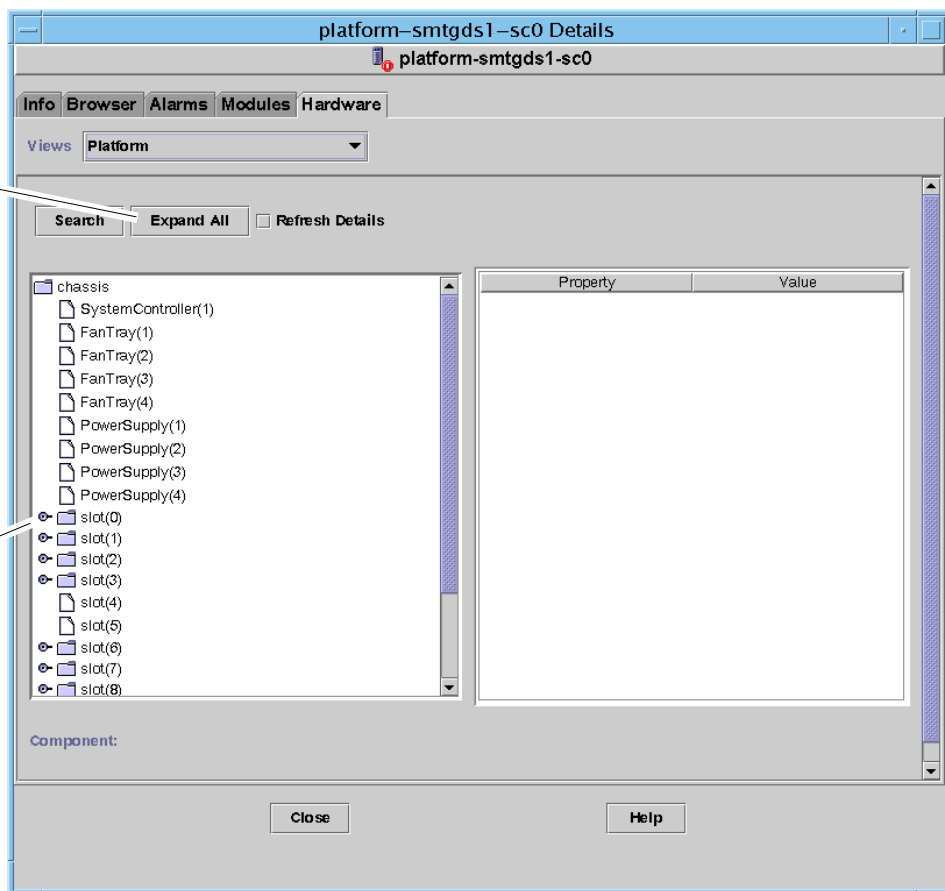 platform–smtgds1–sc0 Details
platform-smtgds1-sc0
Info Browser Alarms Modules Hardware
Views Platform
Search Expand All Refresh Details
chassis
SystemController(1)
FanTray(1)
FanTray(2)
FanTray(3)
FanTray(4)
PowerSupply(1)
PowerSupply(2)
PowerSupply(3)
PowerSupply(4)
slot(0)
slot(1)
slot(2)
slot(3)
slot(4)
slot(5)
slot(6)
slot(7)
slot(8)
Property Value
Component:
Close Help